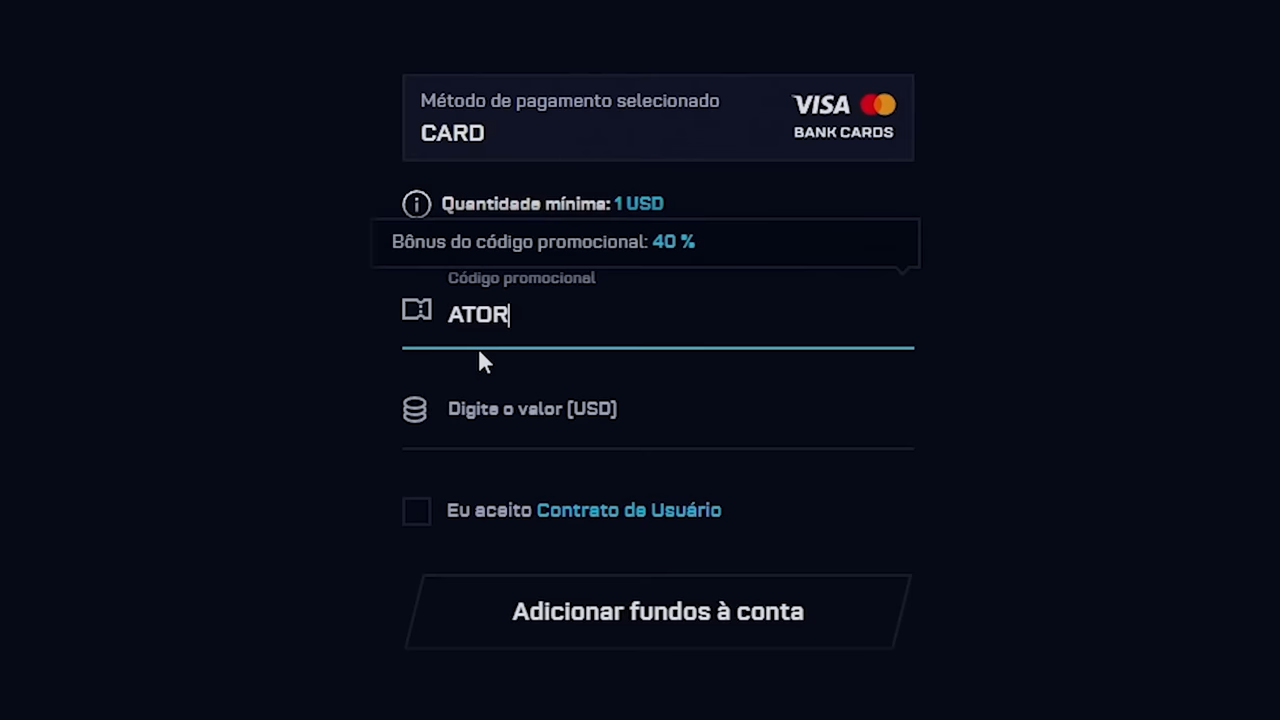 Método de pagamento selecionado
CARD
VISA
BANK CARDS
Quantidade mínima: 1 USD
Bônus do código promocional: 40 %
Código promocional
ATOR
Digite o valor [USD]
Eu aceito Contrato de Usuário
Adicionar fundos à conta